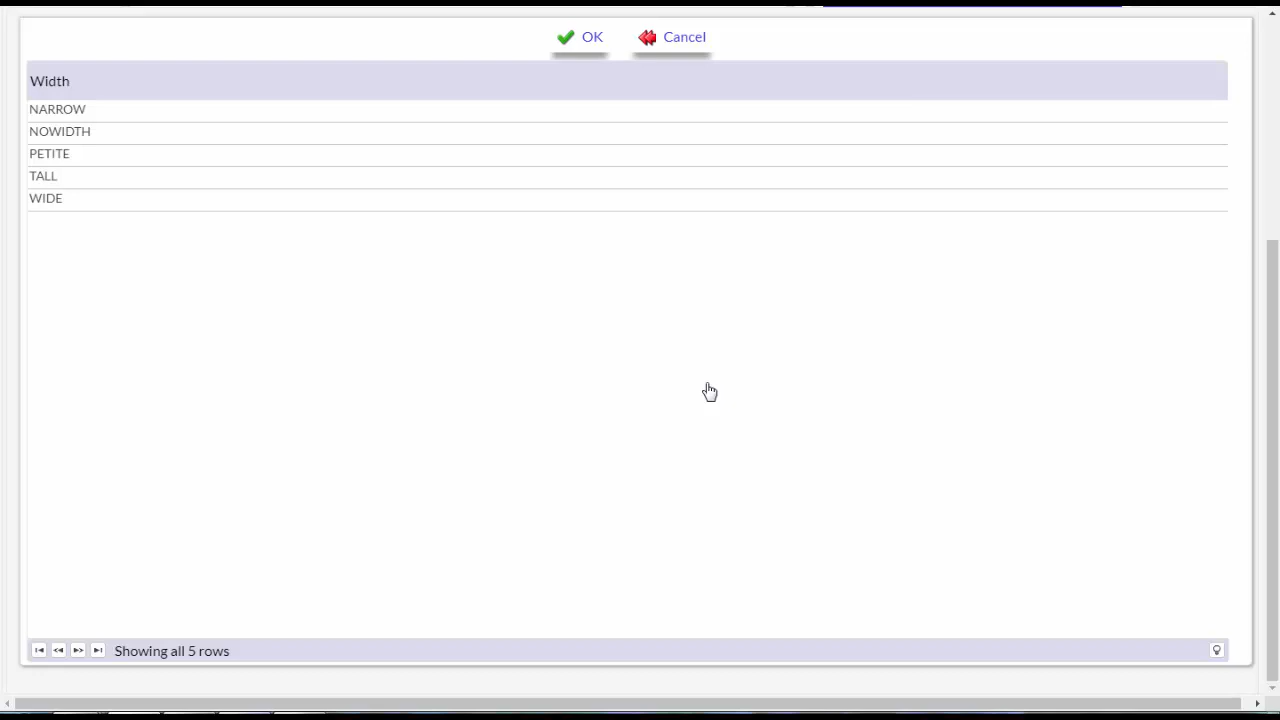 OK Cancel
Width
NARROW
NOWIDTH
PETITE
TALL
WIDE
Showing all 5 rows